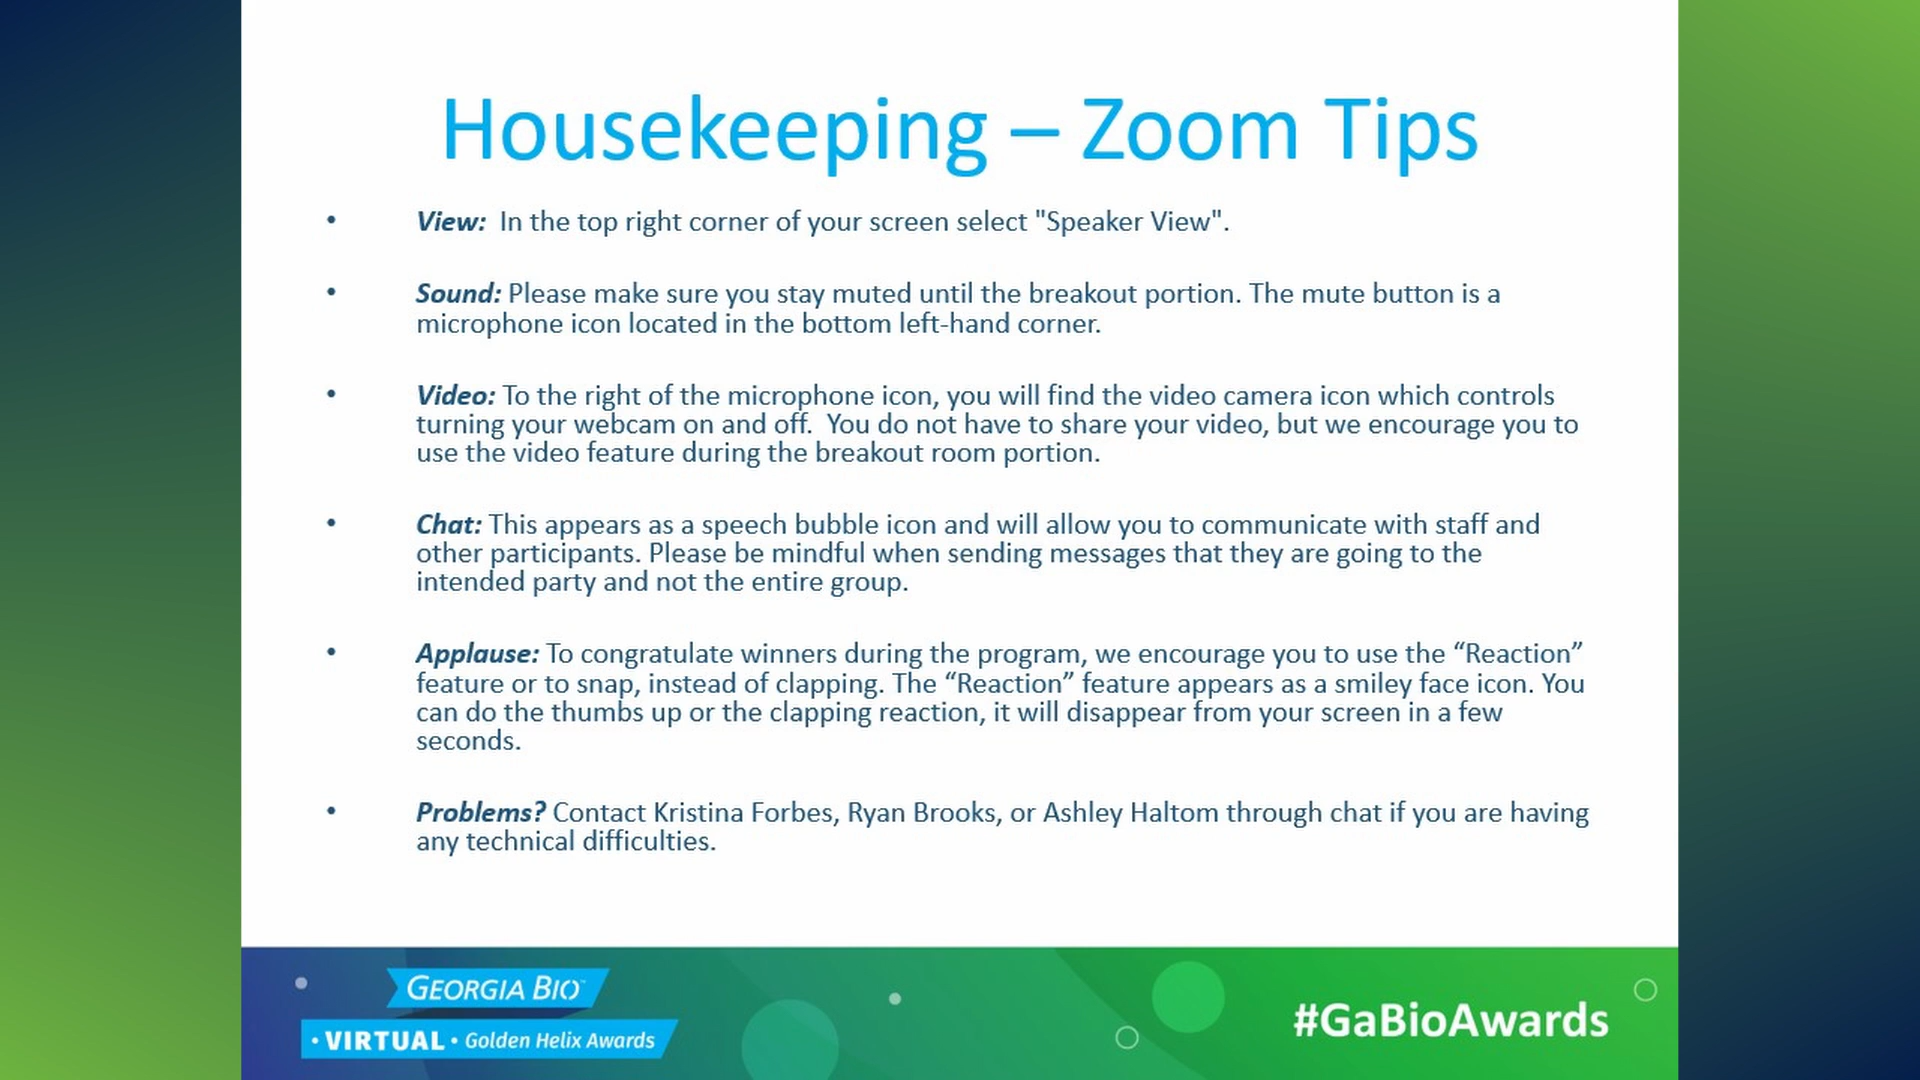 Housekeeping – Zoom Tips
• View:  In the top right corner of your screen select "Speaker View".
• Sound: Please make sure you stay muted until the breakout portion. The mute button is a
microphone icon located in the bottom left-hand corner.
• Video: To the right of the microphone icon, you will find the video camera icon which controls
turning your webcam on and off.  You do not have to share your video, but we encourage you to
use the video feature during the breakout room portion.
• Chat: This appears as a speech bubble icon and will allow you to communicate with staff and
other participants. Please be mindful when sending messages that they are going to the
intended party and not the entire group.
• Applause: To congratulate winners during the program, we encourage you to use the “Reaction”
feature or to snap, instead of clapping. The “Reaction” feature appears as a smiley face icon. You
can do the thumbs up or the clapping reaction, it will disappear from your screen in a few
seconds.
• Problems? Contact Kristina Forbes, Ryan Brooks, or Ashley Haltom through chat if you are having
any technical difficulties.
GEORGIA BIO™
• VIRTUAL • Golden Helix Awards
#GaBioAwards